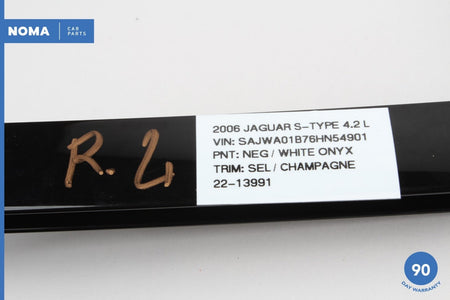 NOMA CAR PARTS
R.2
2006 JAGUAR S-TYPE 4.2 L
VIN: SAJWA01B76HN54901
PNT: NEG / WHITE ONYX
TRIM: SEL / CHAMPAGNE
22-13991
90
DAY WARRANTY